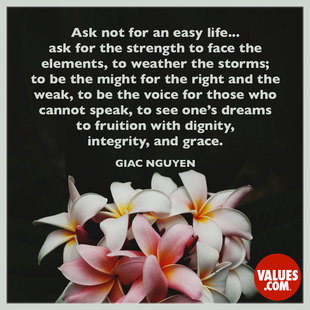 Ask not for an easy life...
ask for the strength to face the
elements, to weather the storms;
to be the might for the right and the
weak, to be the voice for those who
cannot speak, to see one’s dreams
to fruition with dignity,
integrity, and grace.
GIAC NGUYEN
VALUES
.COM